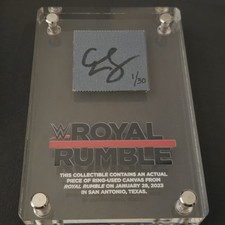 1/50
W ROYAL
RUMBLE
THIS COLLECTIBLE CONTAINS AN ACTUAL
PIECE OF RING-USED CANVAS FROM
ROYAL RUMBLE ON JANUARY 28, 2023
IN SAN ANTONIO, TEXAS.